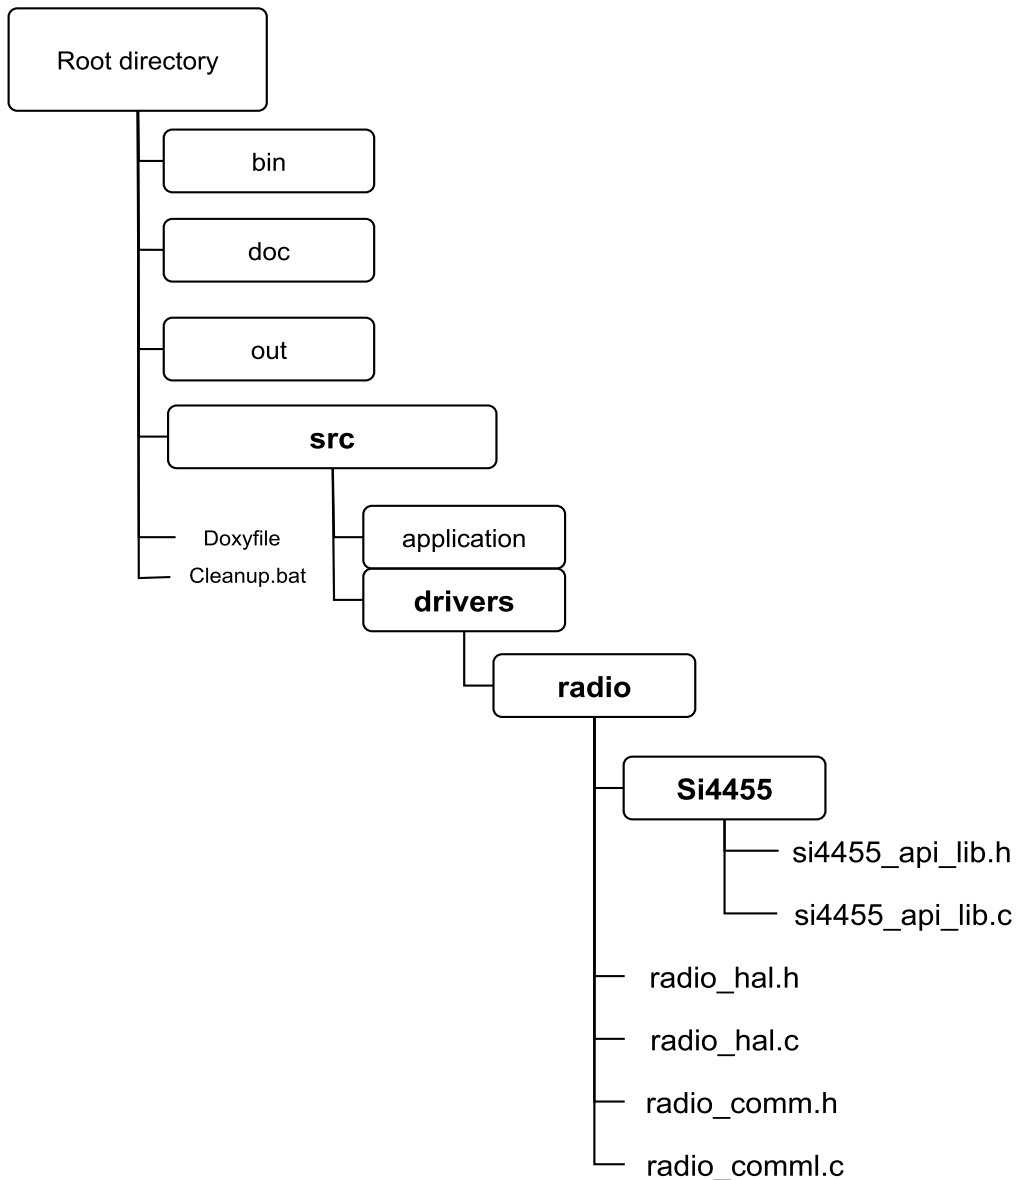 Root directory
bin
doc
out
src
Doxyfile
Cleanup.bat
application
drivers
radio
Si4455
si4455_api_lib.h
si4455_api_lib.c
radio_hal.h
radio_hal.c
radio_comm.h
radio_comml.c